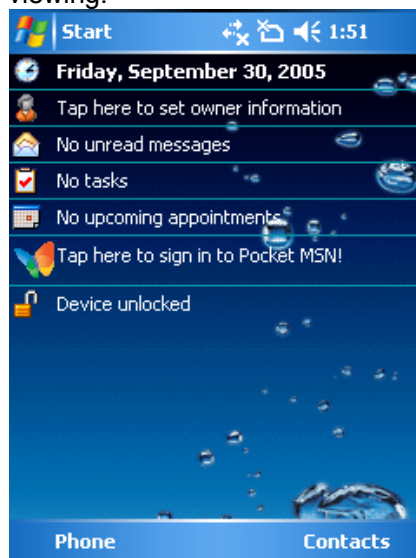 viewing.
Start 1:51
Friday, September 30, 2005
Tap here to set owner information
No unread messages
No tasks
No upcoming appointments
Tap here to sign in to Pocket MSN!
Device unlocked
Phone Contacts